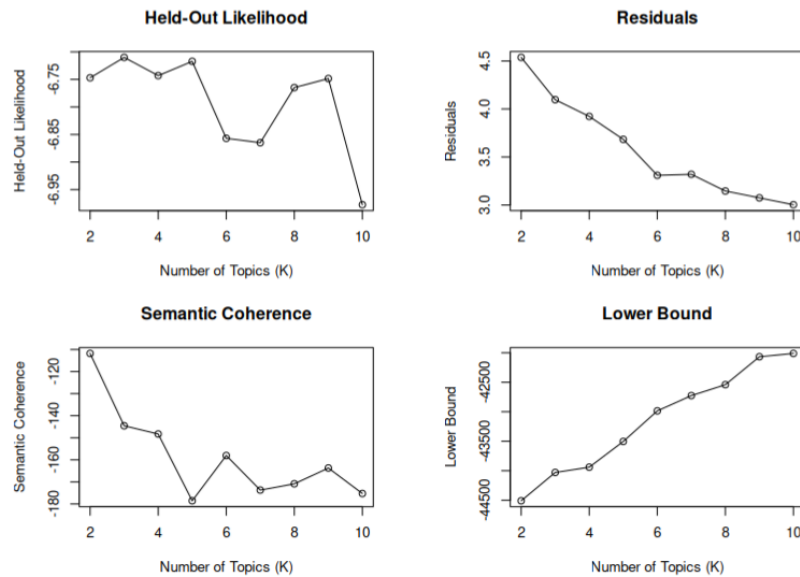 Held-Out Likelihood
Held-Out Likelihood
-6.75
-6.85
-6.95
2 4 6 8 10
Number of Topics (K)
Residuals
Residuals
4.5
4.0
3.5
3.0
2 4 6 8 10
Number of Topics (K)
Semantic Coherence
Semantic Coherence
-120
-140
-160
-180
2 4 6 8 10
Number of Topics (K)
Lower Bound
Lower Bound
-42500
-43500
-44500
2 4 6 8 10
Number of Topics (K)